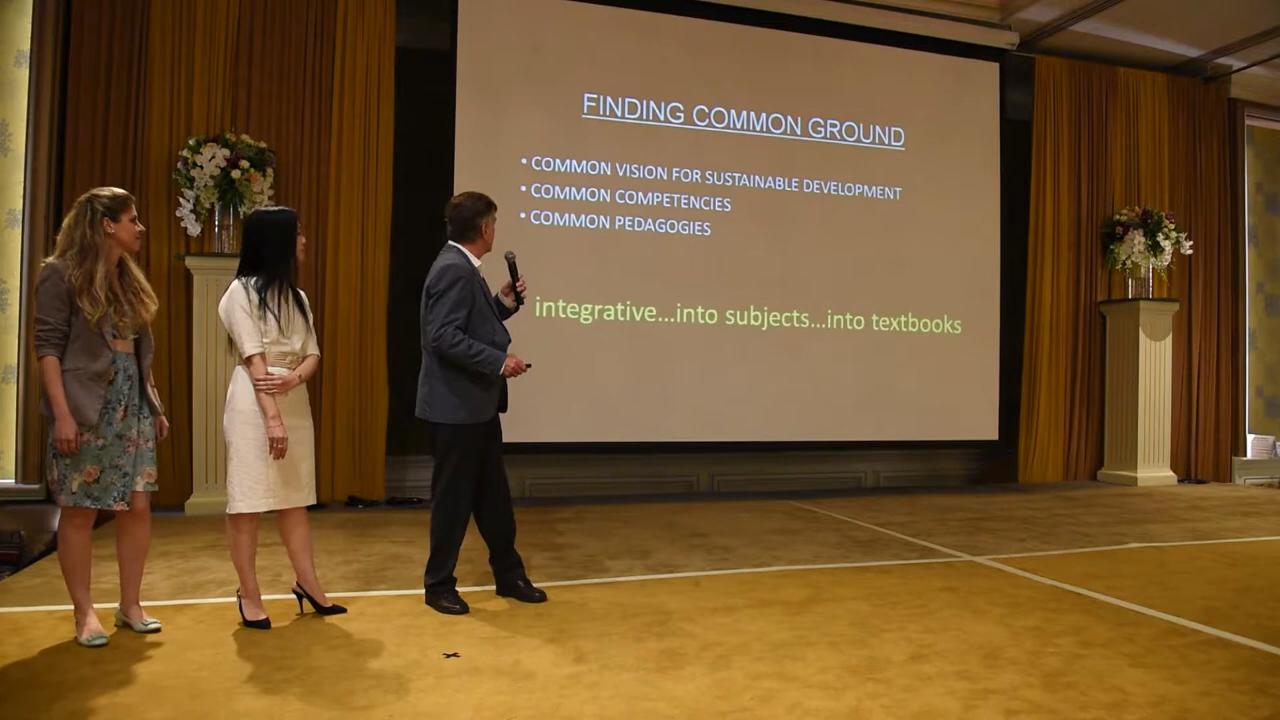 FINDING COMMON GROUND
• COMMON VISION FOR SUSTAINABLE DEVELOPMENT
• COMMON COMPETENCIES
• COMMON PEDAGOGIES
integrative...into subjects...into textbooks